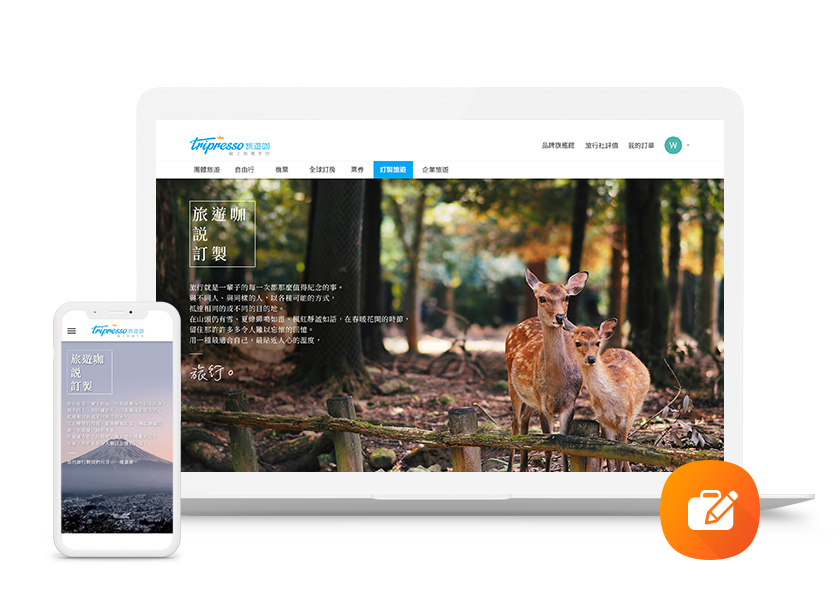 Tripresso 旅遊咖
線上旅遊平台
品牌旗艦館 旅行社評價 我的訂單 W
團體旅遊 自由行 機票 全球訂房 票券 訂製旅遊 企業旅遊
旅遊咖
説
訂製
旅行就是一輩子的每一次都那麼值得紀念的事。
與不同人、與同樣的人，以各種可能的方式，
抵達相同的或不同的目的地。
在山頭仍有雪、夏蟬蟬鳴如雷、楓紅靜謐如語，在春暖花開的時節，
留住那許許多多令人難以忘懷的回憶。
用一種最適合自己，最貼近人心的溫度，
旅行。
Tripresso 旅遊咖
旅遊咖
説
訂製